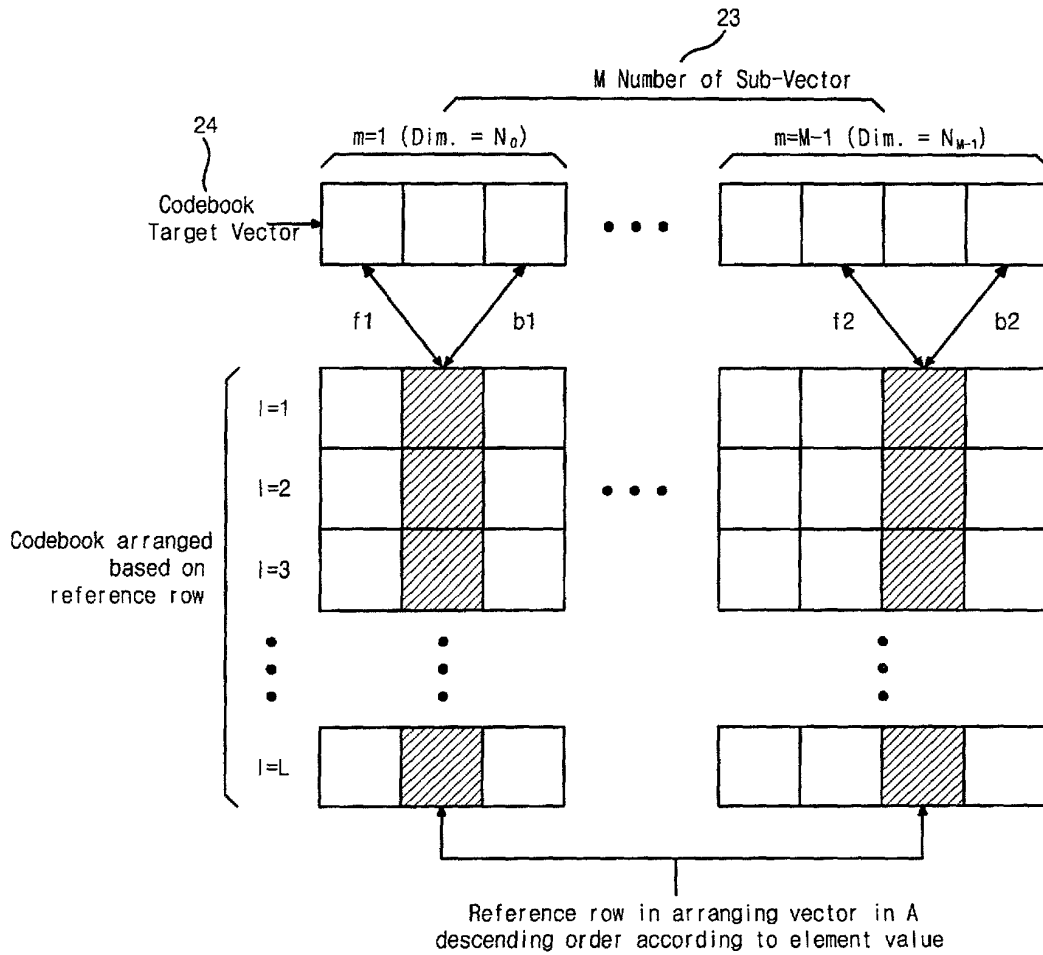 23
M Number of Sub-Vector
24
m=1 (Dim. = N₀)
m=M-1 (Dim. = N_{M-1})
Codebook
Target Vector
f1
b1
f2
b2
l=1
l=2
Codebook arranged
based on
reference row
l=3
l=L
Reference row in arranging vector in A
descending order according to element value